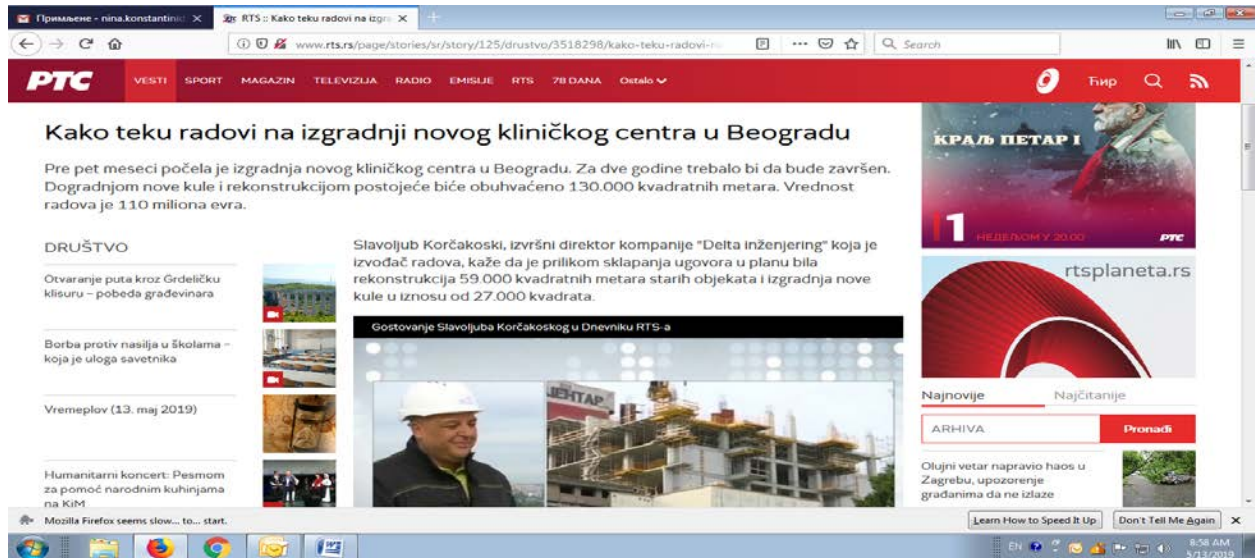 Примљене - nina.konstantini
RTS :: Kako teku radovi na izgra
www.rts.rs/page/stories/sr/story/125/drustvo/3518298/kako-teku-radovi-n
Search
РТС
VESTI
SPORT
MAGAZIN
TELEVIZIJA
RADIO
EMISIJE
RTS
78 DANA
Ostalo
Ћир
Kako teku radovi na izgradnji novog kliničkog centra u Beogradu
Pre pet meseci počela je izgradnja novog kliničkog centra u Beogradu. Za dve godine trebalo bi da bude završen.
Dogradnjom nove kule i rekonstrukcijom postojeće biće obuhvaćeno 130.000 kvadratnih metara. Vrednost
radova je 110 miliona evra.
DRUŠTVO
Otvaranje puta kroz Grdeličku
klisuru – pobeda građevinara
Borba protiv nasilja u školama –
koja je uloga savetnika
Vremeplov (13. maj 2019)
Humanitarni koncert: Pesmom
za pomoć narodnim kuhinjama
na KiM
Slavoljub Korčakoski, izvršni direktor kompanije "Delta inženjering" koja je
izvođač radova, kaže da je prilikom sklapanja ugovora u planu bila
rekonstrukcija 59.000 kvadratnih metara starih objekata i izgradnja nove
kule u iznosu od 27.000 kvadrata.
Gostovanje Slavoljuba Korčakoskog u Dnevniku RTS-a
ЦЕНТАР
КРАЉ ПЕТАР I
1
НЕДЕЉОМ У 20.00
РТС
rtsplaneta.rs
Najnovije
Najčitanije
ARHIVA
Pronađi
Olujni vetar napravio haos u
Zagrebu, upozorenje
građanima da ne izlaze
Mozilla Firefox seems slow... to... start.
Learn How to Speed It Up
Don't Tell Me Again
EN
8:58 AM
5/13/2019